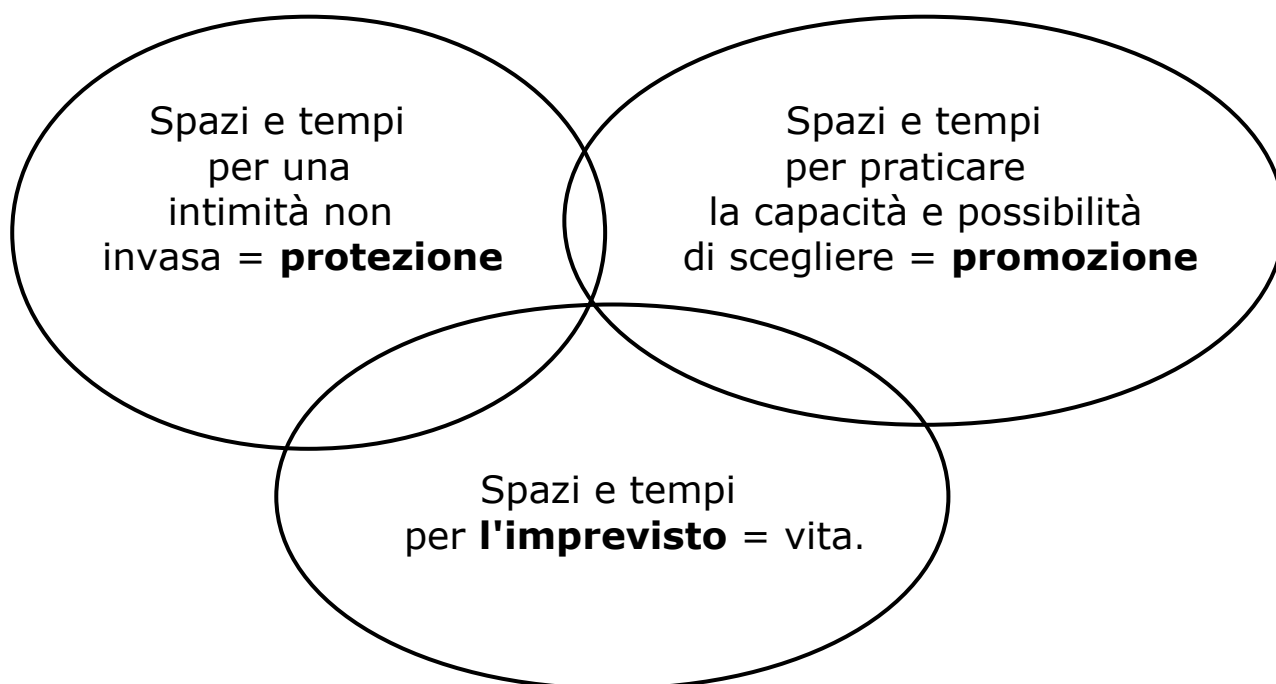 Spazi e tempi
per una
intimità non
invasa = protezione
Spazi e tempi
per praticare
la capacità e possibilità
di scegliere = promozione
Spazi e tempi
per l'imprevisto = vita.